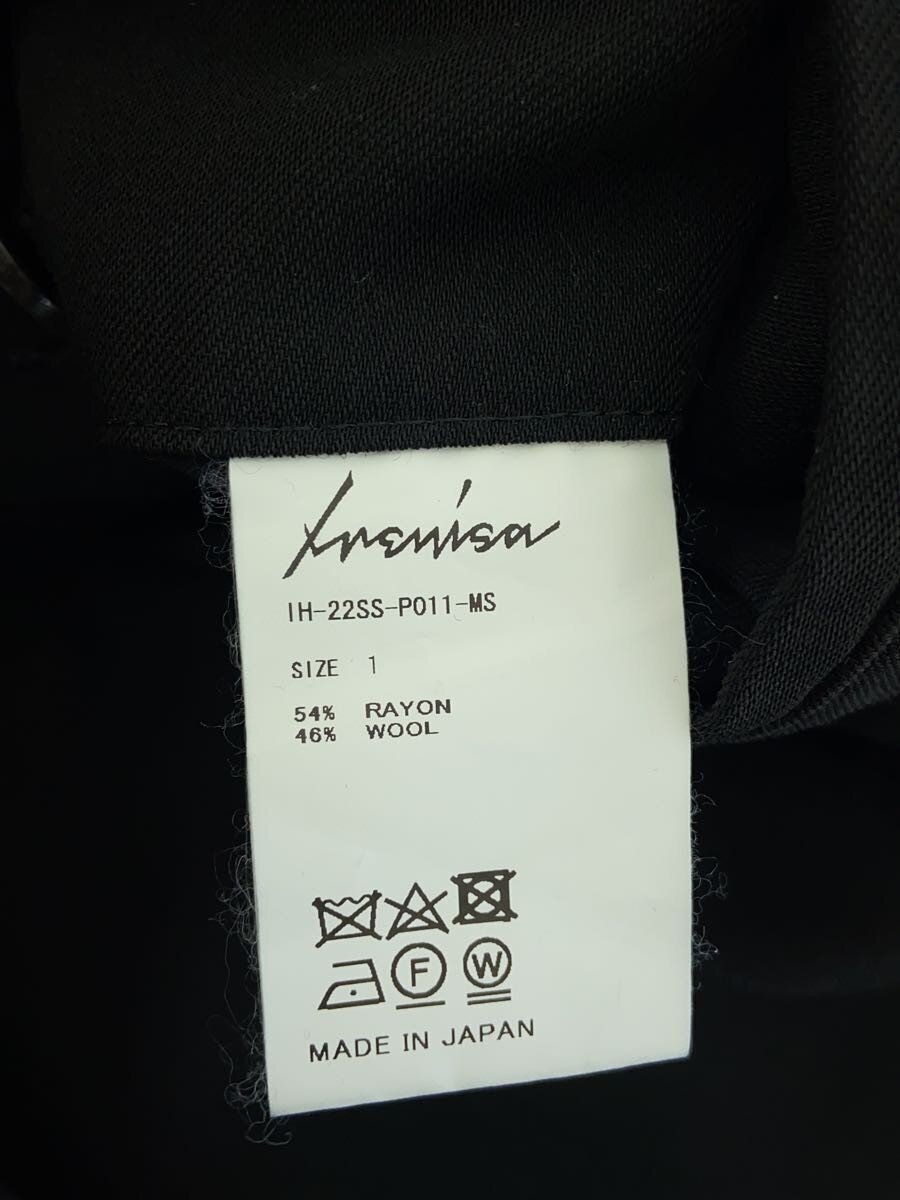 Irenisa
IH-22SS-P011-MS
SIZE 1
54% RAYON
46% WOOL
F W
MADE IN JAPAN